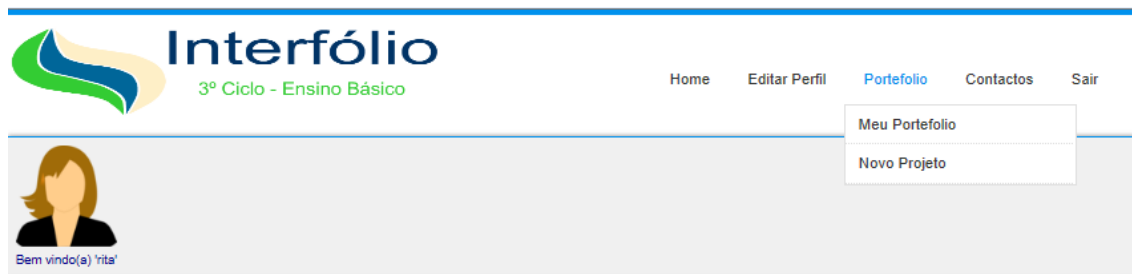 Interfólio
3º Ciclo - Ensino Básico
Home Editar Perfil Portefolio Contactos Sair
Meu Portefolio
Novo Projeto
Bem vindo(a) 'rita'